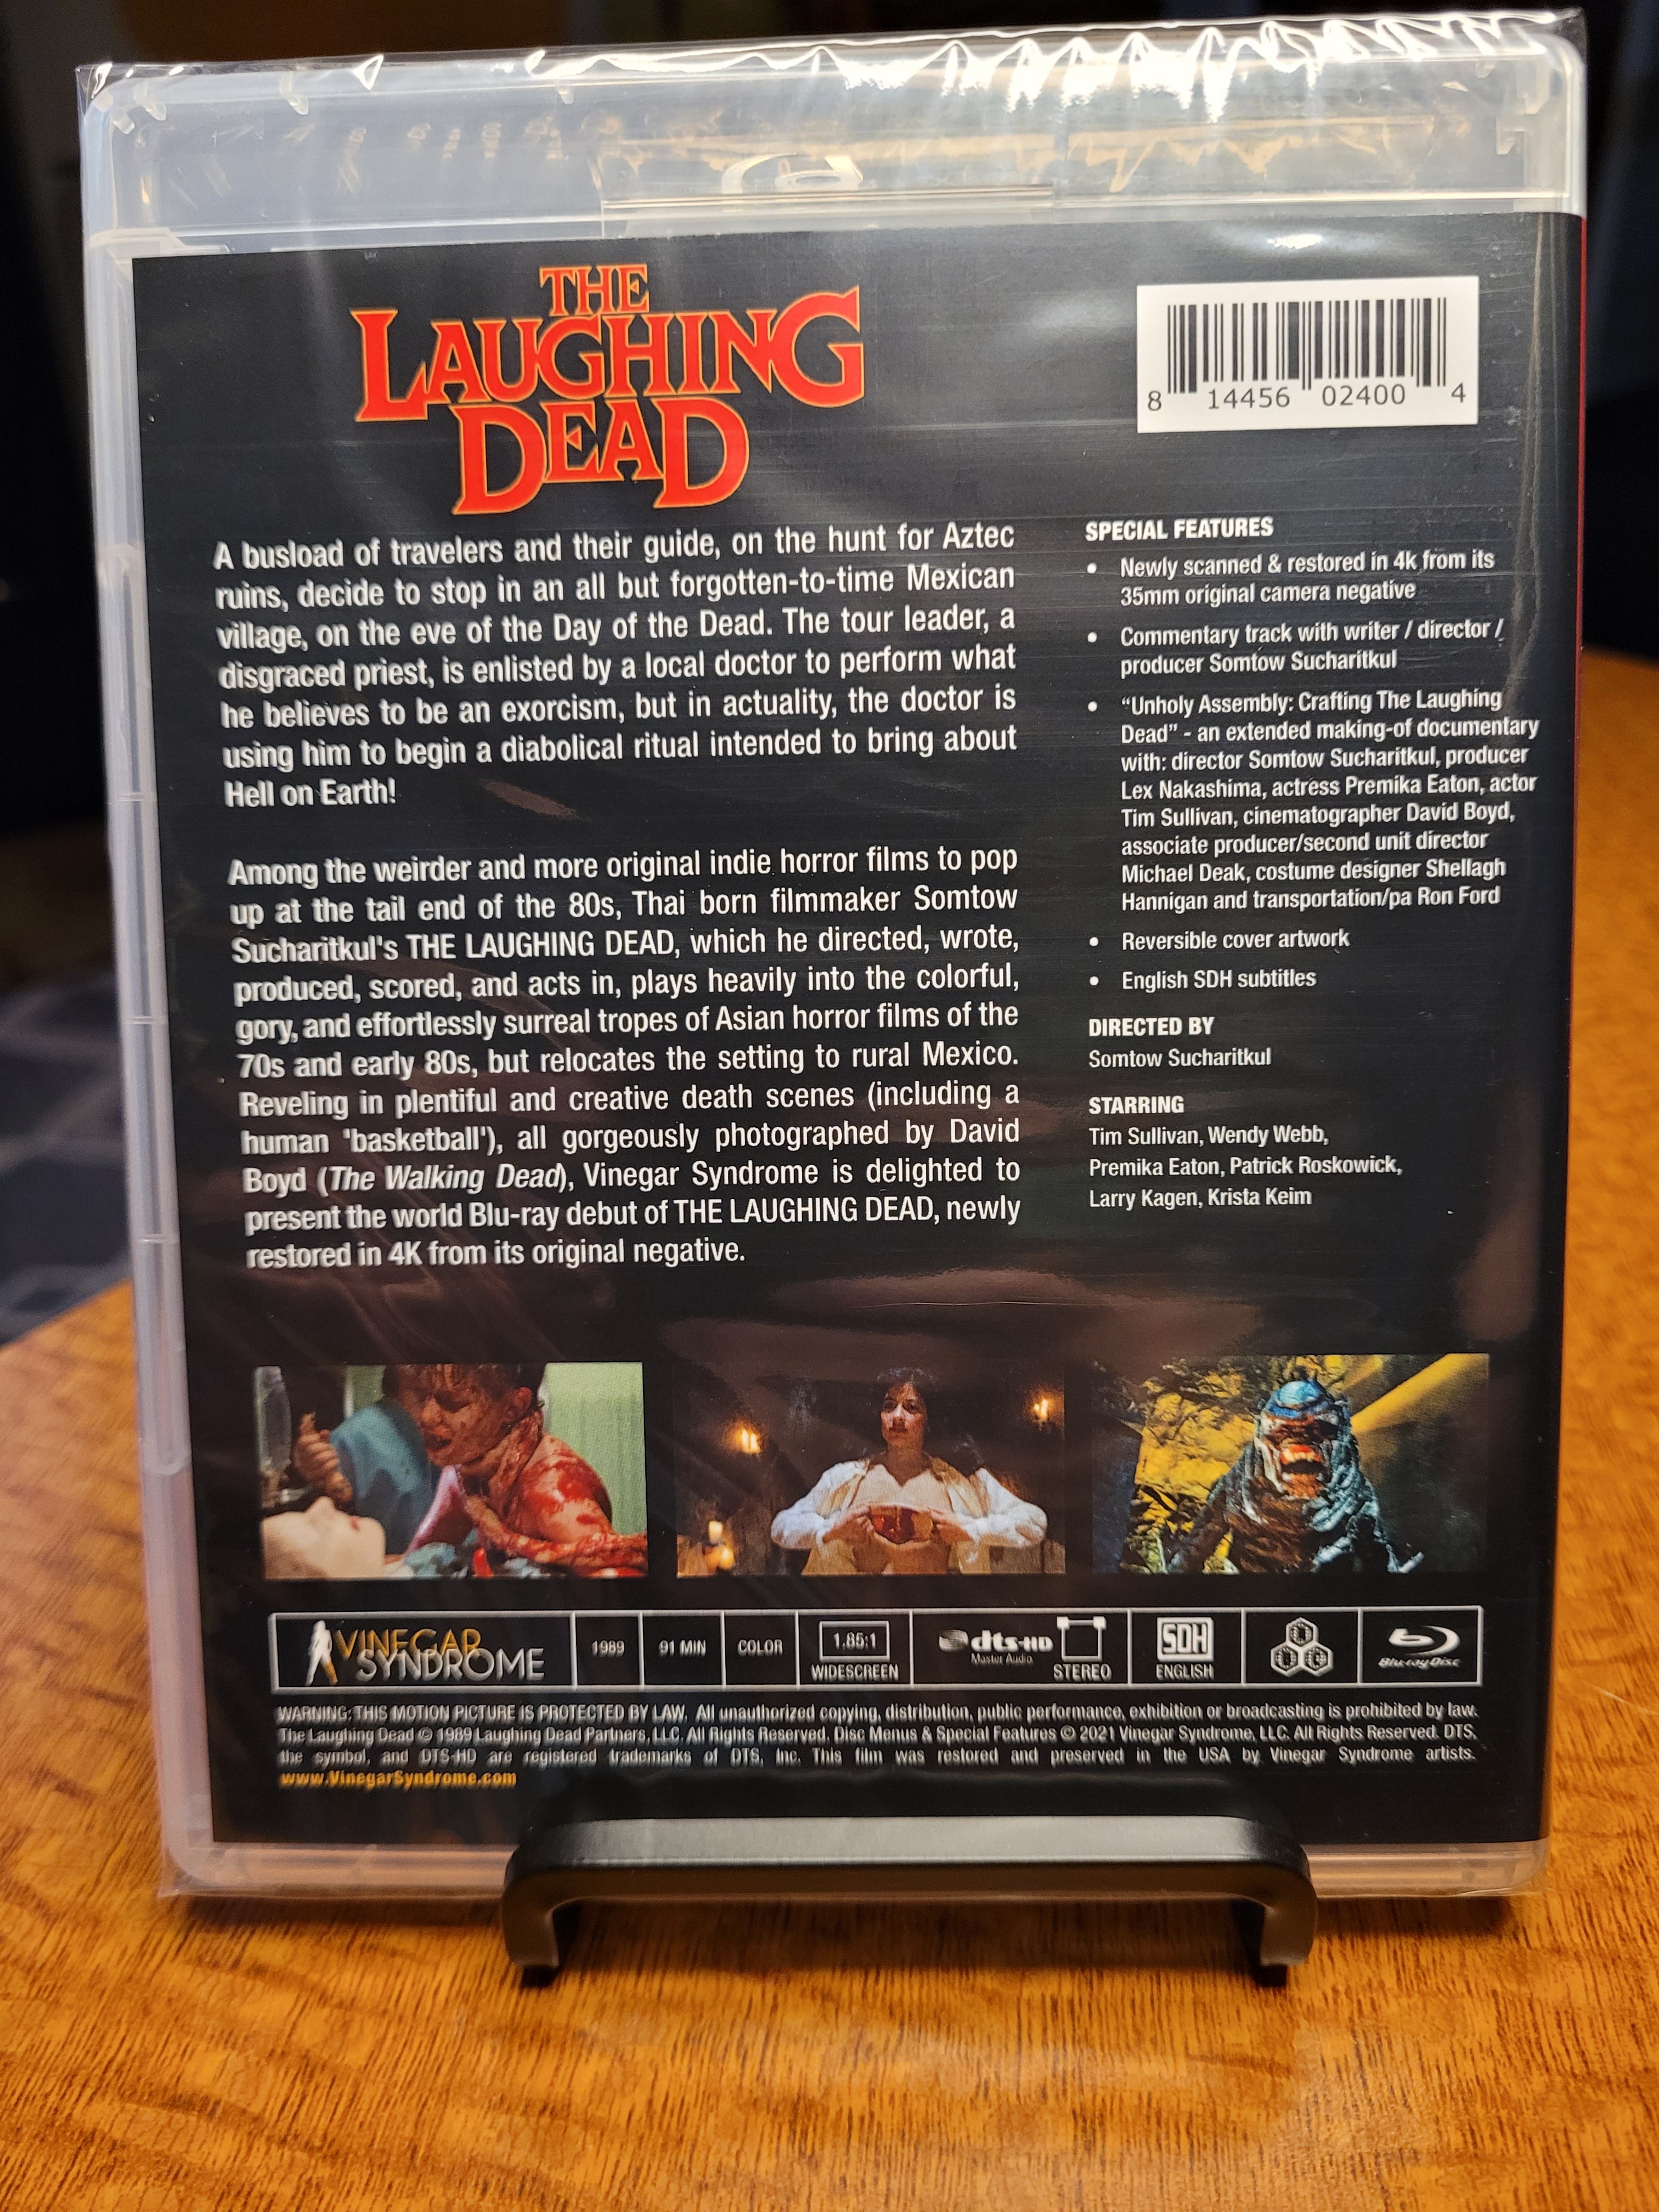 THE
LAUGHING
DEAD
8 14456 02400 4
A busload of travelers and their guide, on the hunt for Aztec
ruins, decide to stop in an all but forgotten-to-time Mexican
village, on the eve of the Day of the Dead. The tour leader, a
disgraced priest, is enlisted by a local doctor to perform what
he believes to be an exorcism, but in actuality, the doctor is
using him to begin a diabolical ritual intended to bring about
Hell on Earth!
Among the weirder and more original indie horror films to pop
up at the tail end of the 80s, Thai born filmmaker Somtow
Sucharitkul's THE LAUGHING DEAD, which he directed, wrote,
produced, scored, and acts in, plays heavily into the colorful,
gory, and effortlessly surreal tropes of Asian horror films of the
70s and early 80s, but relocates the setting to rural Mexico.
Reveling in plentiful and creative death scenes (including a
human 'basketball'), all gorgeously photographed by David
Boyd (The Walking Dead), Vinegar Syndrome is delighted to
present the world Blu-ray debut of THE LAUGHING DEAD, newly
restored in 4K from its original negative.
SPECIAL FEATURES
• Newly scanned & restored in 4k from its
35mm original camera negative
• Commentary track with writer / director /
producer Somtow Sucharitkul
• “Unholy Assembly: Crafting The Laughing
Dead” - an extended making-of documentary
with: director Somtow Sucharitkul, producer
Lex Nakashima, actress Premika Eaton, actor
Tim Sullivan, cinematographer David Boyd,
associate producer/second unit director
Michael Deak, costume designer Shellagh
Hannigan and transportation/pa Ron Ford
• Reversible cover artwork
• English SDH subtitles
DIRECTED BY
Somtow Sucharitkul
STARRING
Tim Sullivan, Wendy Webb,
Premika Eaton, Patrick Roskowick,
Larry Kagen, Krista Keim
VINEGAR
SYNDROME
1989
91 MIN
COLOR
1.85:1
WIDESCREEN
dts-HD
Master Audio
STEREO
SDH
ENGLISH
Blu-ray Disc
WARNING: THIS MOTION PICTURE IS PROTECTED BY LAW. All unauthorized copying, distribution, public performance, exhibition or broadcasting is prohibited by law.
The Laughing Dead © 1989 Laughing Dead Partners, LLC. All Rights Reserved, Disc Menus & Special Features © 2021 Vinegar Syndrome, LLC. All Rights Reserved. DTS,
the symbol, and DTS-HD are registered trademarks of DTS, Inc. This film was restored and preserved in the USA by Vinegar Syndrome artists.
www.VinegarSyndrome.com